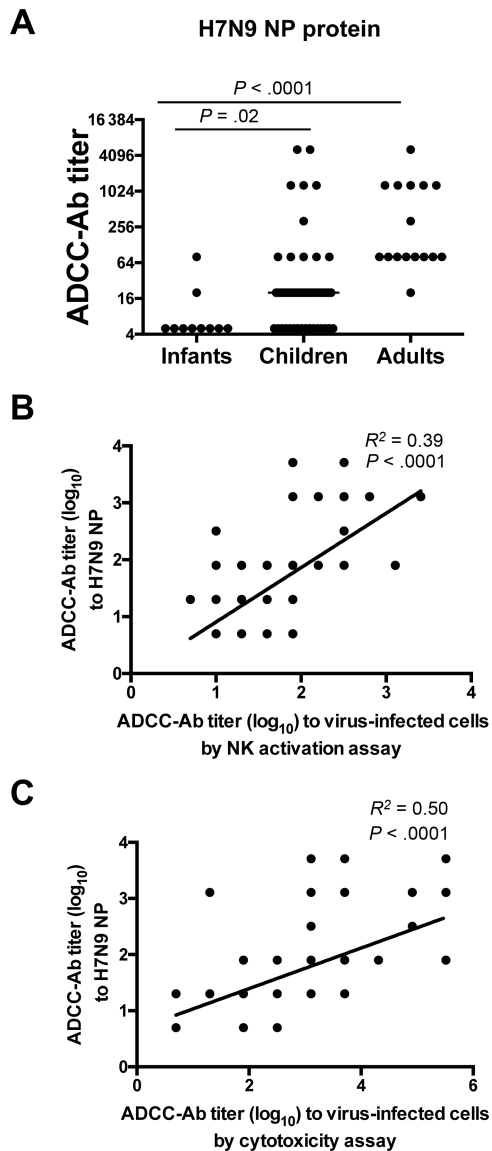 A
H7N9 NP protein
P < .0001
P = .02
ADCC-Ab titer
16 384
4096
1024
256
64
16
4
Infants Children Adults
B
R2 = 0.39
P < .0001
ADCC-Ab titer (log10)
to H7N9 NP
4
3
2
1
0
0 1 2 3 4
ADCC-Ab titer (log10) to virus-infected cells
by NK activation assay
C
R2 = 0.50
P < .0001
ADCC-Ab titer (log10)
to H7N9 NP
4
3
2
1
0
0 2 4 6
ADCC-Ab titer (log10) to virus-infected cells
by cytotoxicity assay